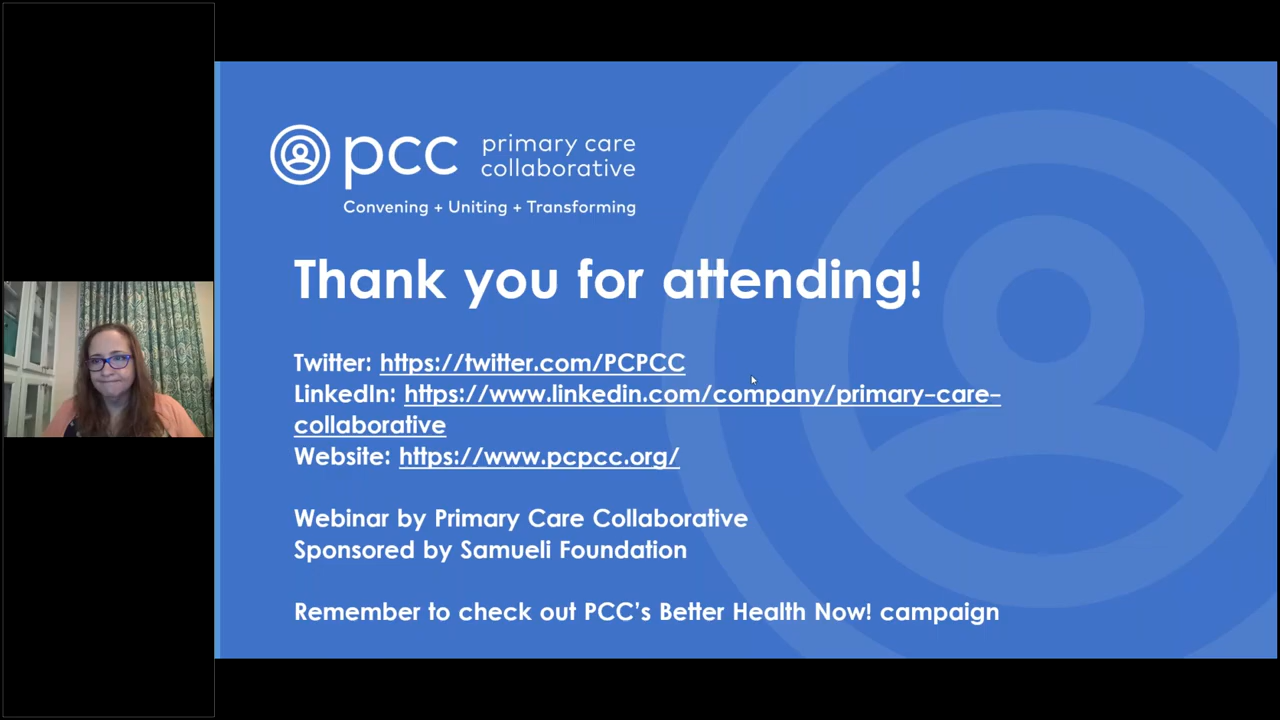 pcc primary care
collaborative
Convening + Uniting + Transforming
Thank you for attending!
Twitter: https://twitter.com/PCPCC
LinkedIn: https://www.linkedin.com/company/primary-care-
collaborative
Website: https://www.pcpcc.org/
Webinar by Primary Care Collaborative
Sponsored by Samueli Foundation
Remember to check out PCC's Better Health Now! campaign